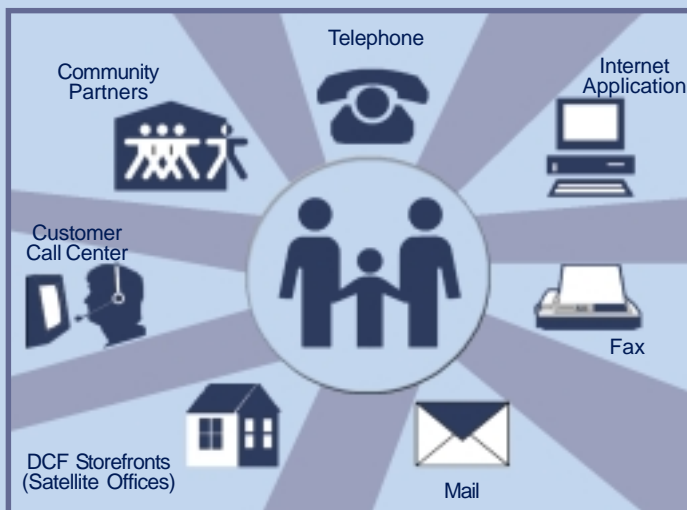 Telephone
Community
Partners
Internet
Application
Customer
Call Center
Fax
DCF Storefronts
(Satellite Offices)
Mail